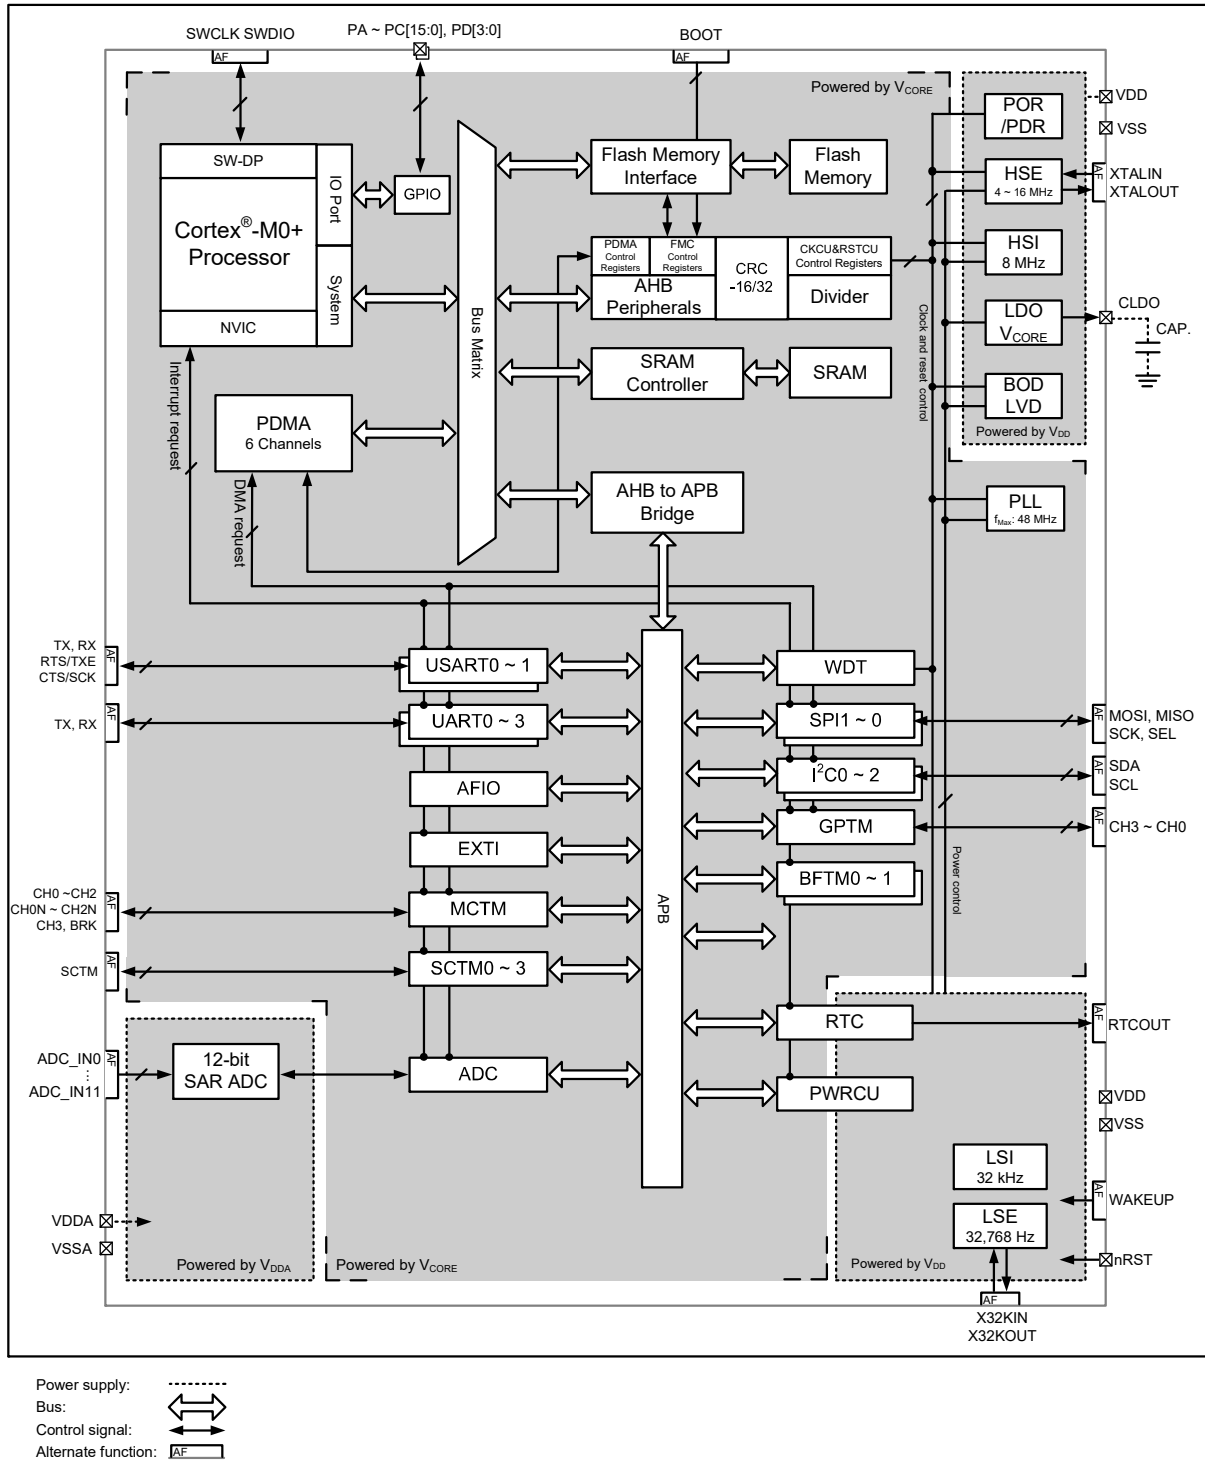 SWCLK SWDIO
AF
PA ~ PC[15:0], PD[3:0]
BOOT
AF
Powered by VCORE
POR
/PDR
VDD
VSS
SW-DP
Cortex®-M0+
Processor
NVIC
IO Port
System
GPIO
Bus Matrix
Flash Memory
Interface
Flash
Memory
HSE
4 ~ 16 MHz
AF
XTALIN
XTALOUT
PDMA
Control
Registers
FMC
Control
Registers
CRC
-16/32
CKCU&RSTCU
Control Registers
AHB
Peripherals
Divider
HSI
8 MHz
Clock and reset control
LDO
VCORE
CLDO
CAP.
SRAM
Controller
SRAM
BOD
LVD
Powered by VDD
Interrupt request
PDMA
6 Channels
DMA request
AHB to APB
Bridge
PLL
fMax: 48 MHz
TX, RX
RTS/TXE
CTS/SCK
AF
USART0 ~ 1
WDT
TX, RX
AF
UART0 ~ 3
SPI1 ~ 0
AF
MOSI, MISO
SCK, SEL
AFIO
I2C0 ~ 2
AF
SDA
SCL
EXTI
GPTM
AF
CH3 ~ CH0
Power control
BFTM0 ~ 1
APB
CH0 ~CH2
CH0N ~ CH2N
CH3, BRK
AF
MCTM
SCTM
AF
SCTM0 ~ 3
RTC
AF
RTCOUT
ADC_IN0
⋮
ADC_IN11
AF
12-bit
SAR ADC
ADC
PWRCU
VDD
VSS
LSI
32 kHz
AF
WAKEUP
LSE
32,768 Hz
VDDA
VSSA
nRST
Powered by VDDA
Powered by VCORE
Powered by VDD
AF
X32KIN
X32KOUT
Power supply:
Bus:
Control signal:
Alternate function:
AF